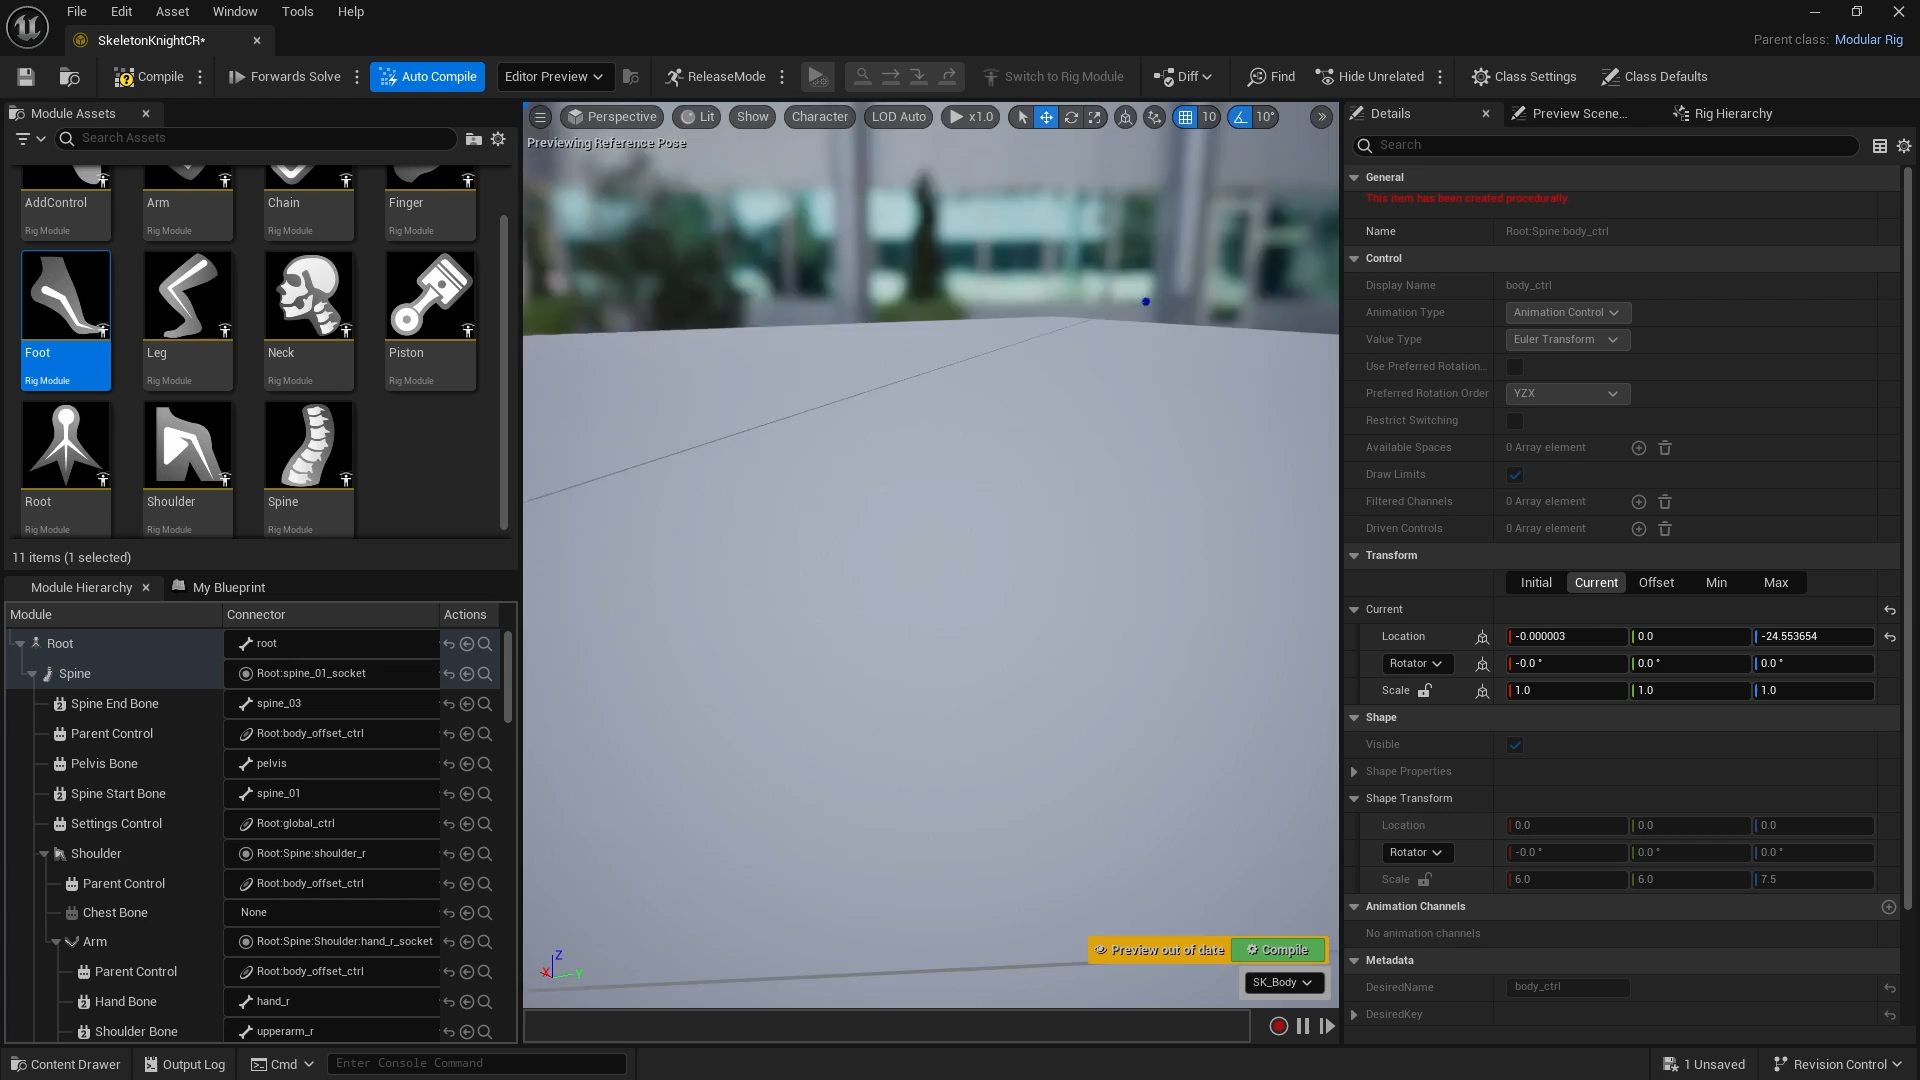 File Edit Asset Window Tools Help
SkeletonKnightCR*
Parent class: Modular Rig
Compile Forwards Solve Auto Compile Editor Preview ReleaseMode Switch to Rig Module Diff Find Hide Unrelated Class Settings Class Defaults
Module Assets
Search Assets
AddControl Arm Chain Finger
Rig Module Rig Module Rig Module Rig Module
Foot Leg Neck Piston
Rig Module Rig Module Rig Module Rig Module
Root Shoulder Spine
Rig Module Rig Module Rig Module
11 items (1 selected)
Module Hierarchy My Blueprint
Module Connector Actions
Root root
Spine Root:spine_01_socket
Spine End Bone spine_03
Parent Control Root:body_offset_ctrl
Pelvis Bone pelvis
Spine Start Bone spine_01
Settings Control Root:global_ctrl
Shoulder Root:Spine:shoulder_r
Parent Control Root:body_offset_ctrl
Chest Bone None
Arm Root:Spine:Shoulder:hand_r_socket
Parent Control Root:body_offset_ctrl
Hand Bone hand_r
Shoulder Bone upperarm_r
Perspective Lit Show Character LOD Auto x1.0 10 10°
Previewing Reference Pose
Z
X Y
Preview out of date Compile
SK_Body
Details Preview Scene... Rig Hierarchy
Search
General
This item has been created procedurally
Name Root:Spine:body_ctrl
Control
Display Name body_ctrl
Animation Type Animation Control
Value Type Euler Transform
Use Preferred Rotation...
Preferred Rotation Order YZX
Restrict Switching
Available Spaces 0 Array element
Draw Limits
Filtered Channels 0 Array element
Driven Controls 0 Array element
Transform
Initial Current Offset Min Max
Current
Location -0.000003 0.0 -24.553654
Rotator -0.0 ° 0.0 ° 0.0 °
Scale 1.0 1.0 1.0
Shape
Visible
Shape Properties
Shape Transform
Location 0.0 0.0 0.0
Rotator -0.0 ° 0.0 ° 0.0 °
Scale 6.0 6.0 7.5
Animation Channels
No animation channels
Metadata
DesiredName body_ctrl
DesiredKey
Content Drawer Output Log Cmd Enter Console Command 1 Unsaved Revision Control